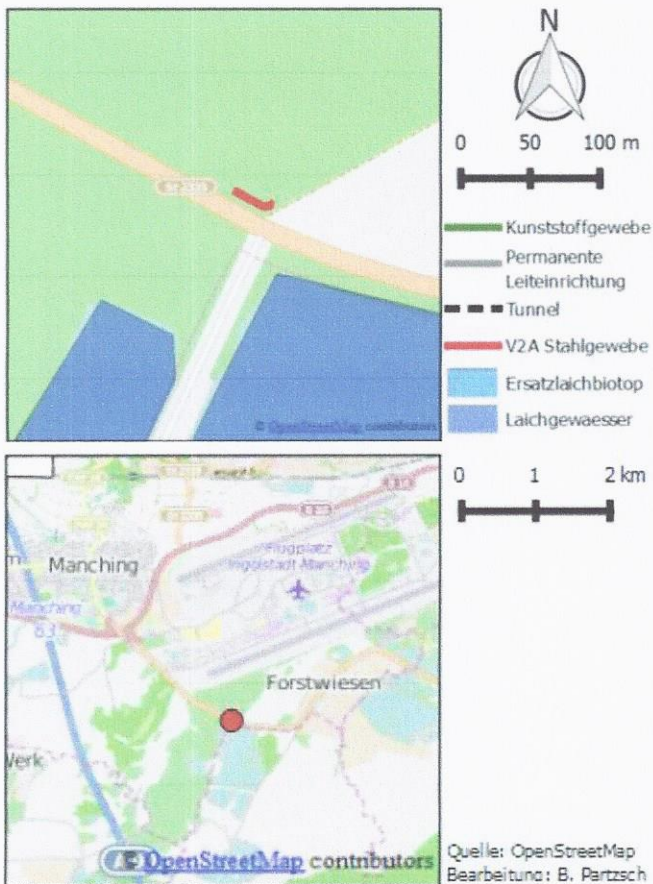 N
0 50 100 m
Kunststoffgewebe
Permanente
Leiteinrichtung
Tunnel
V2A Stahlgewebe
Ersatzlaichbiotop
Laichgewaesser
© OpenStreetMap contributors
0 1 2 km
Manching
Flugplatz
Ingolstadt Manching
Manching
63
Forstwiesen
Werk
© OpenStreetMap contributors
Quelle: OpenStreetMap
Bearbeitung: B. Partzsch